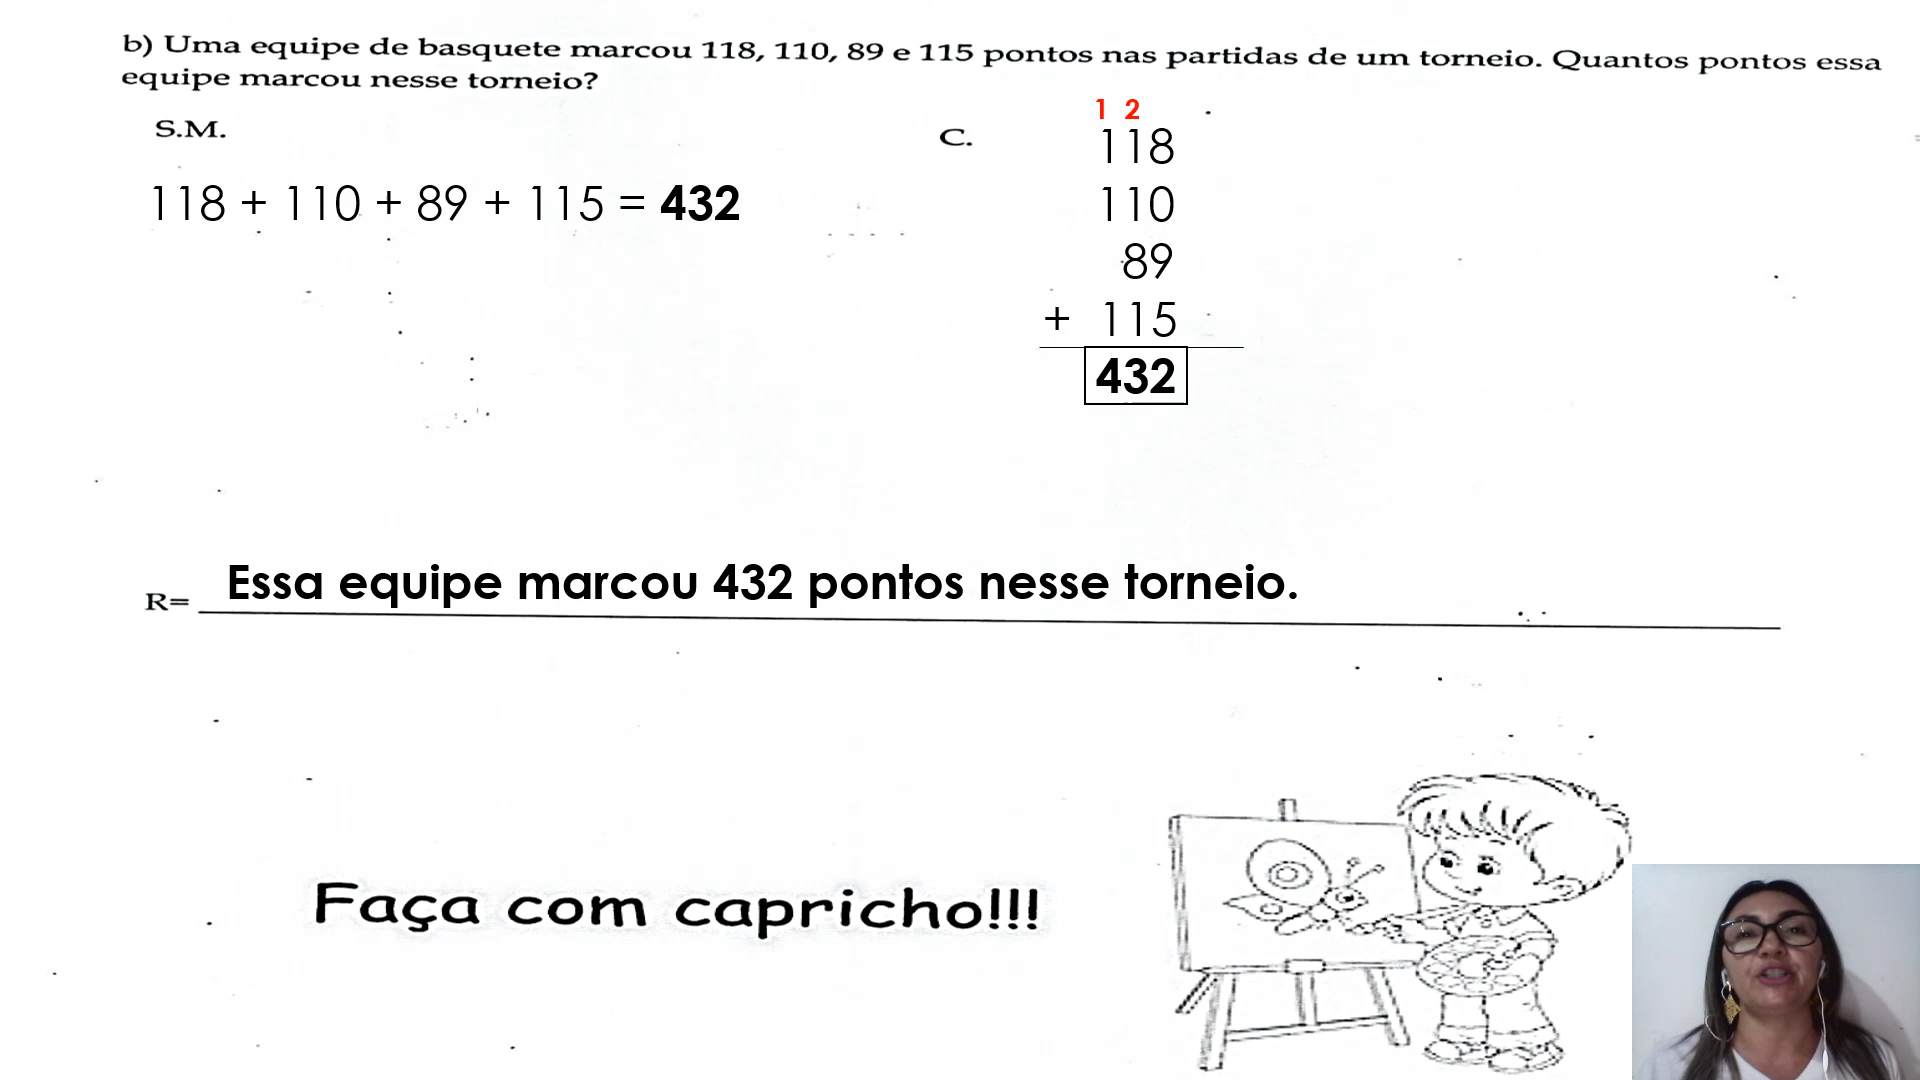 b) Uma equipe de basquete marcou 118, 110, 89 e 115 pontos nas partidas de um torneio. Quantos pontos essa
equipe marcou nesse torneio?
S.M.
118 + 110 + 89 + 115 = 432
C.
1 2
118
110
89
+ 115
432
R= Essa equipe marcou 432 pontos nesse torneio.
Faça com capricho!!!